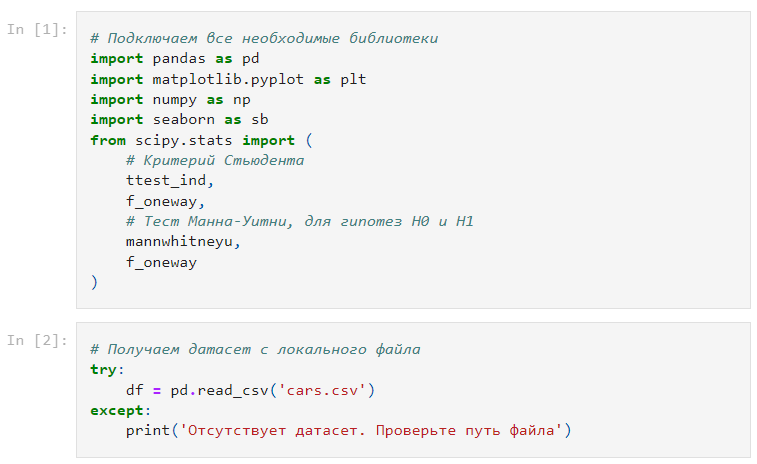 In [1]:
# Подключаем все необходимые библиотеки
import pandas as pd
import matplotlib.pyplot as plt
import numpy as np
import seaborn as sb
from scipy.stats import (
    # Критерий Стьюдента
    ttest_ind,
    f_oneway,
    # Тест Манна-Уитни, для гипотез H0 и H1
    mannwhitneyu,
    f_oneway
)
In [2]:
# Получаем датасет с локального файла
try:
    df = pd.read_csv('cars.csv')
except:
    print('Отсутствует датасет. Проверьте путь файла')